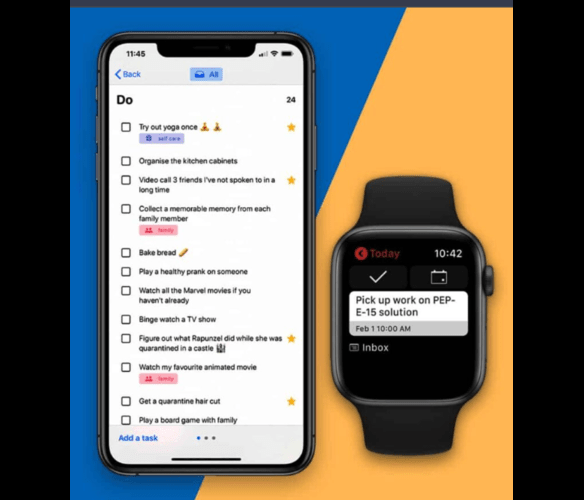 11:45
Back
All
Do
24
Try out yoga once
self care
Organise the kitchen cabinets
Video call 3 friends i've not spoken to in a
long time
Collect a memorable memory from each
family member
family
Bake bread
Play a healthy prank on someone
Watch all the Marvel movies if you
haven't already
Binge watch a TV show
Figure out what Rapunzel did while she was
quarantined in a castle
Watch my favourite animated movie
family
Get a quarantine hair cut
Play a board game with family
Add a task
Today
10:42
Pick up work on PEP-
E-15 solution
Feb 1 10:00 AM
Inbox